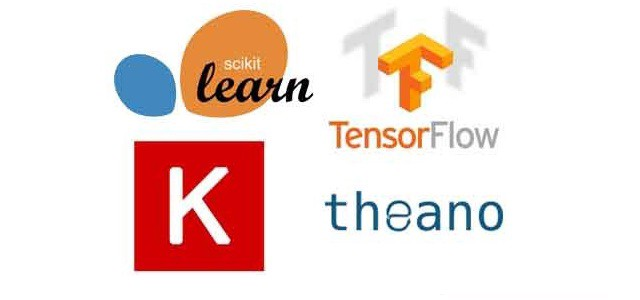 scikit
learn
TensorFlow
K
theano